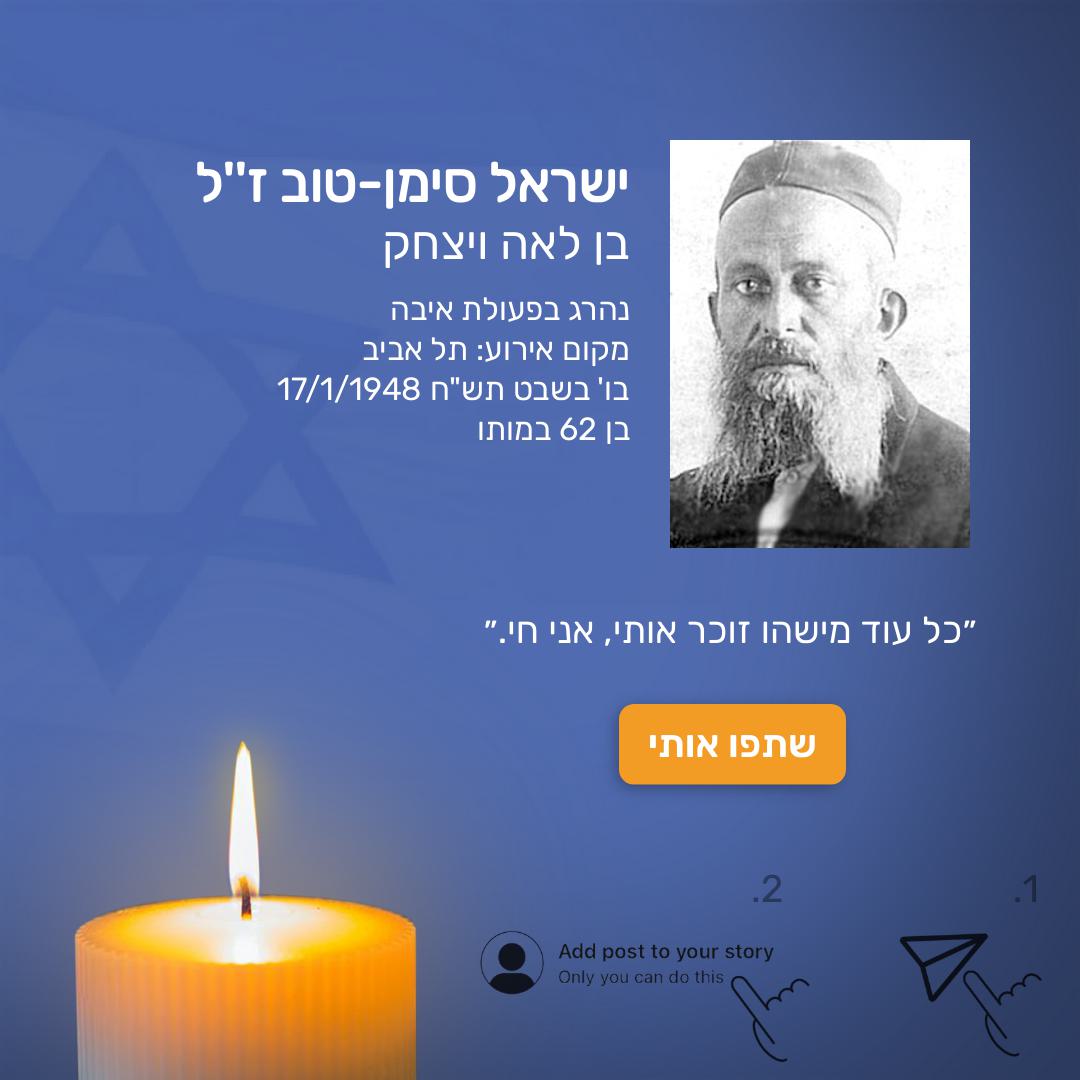 ישראל סימן-טוב ז"ל
בן לאה ויצחק
נהרג בפעולת איבה
מקום אירוע: תל אביב
בו' בשבט תש"ח 17/1/1948
בן 62 במותו
״כל עוד מישהו זוכר אותי, אני חי.״
שתפו אותי
1.
2.
Add post to your story
Only you can do this